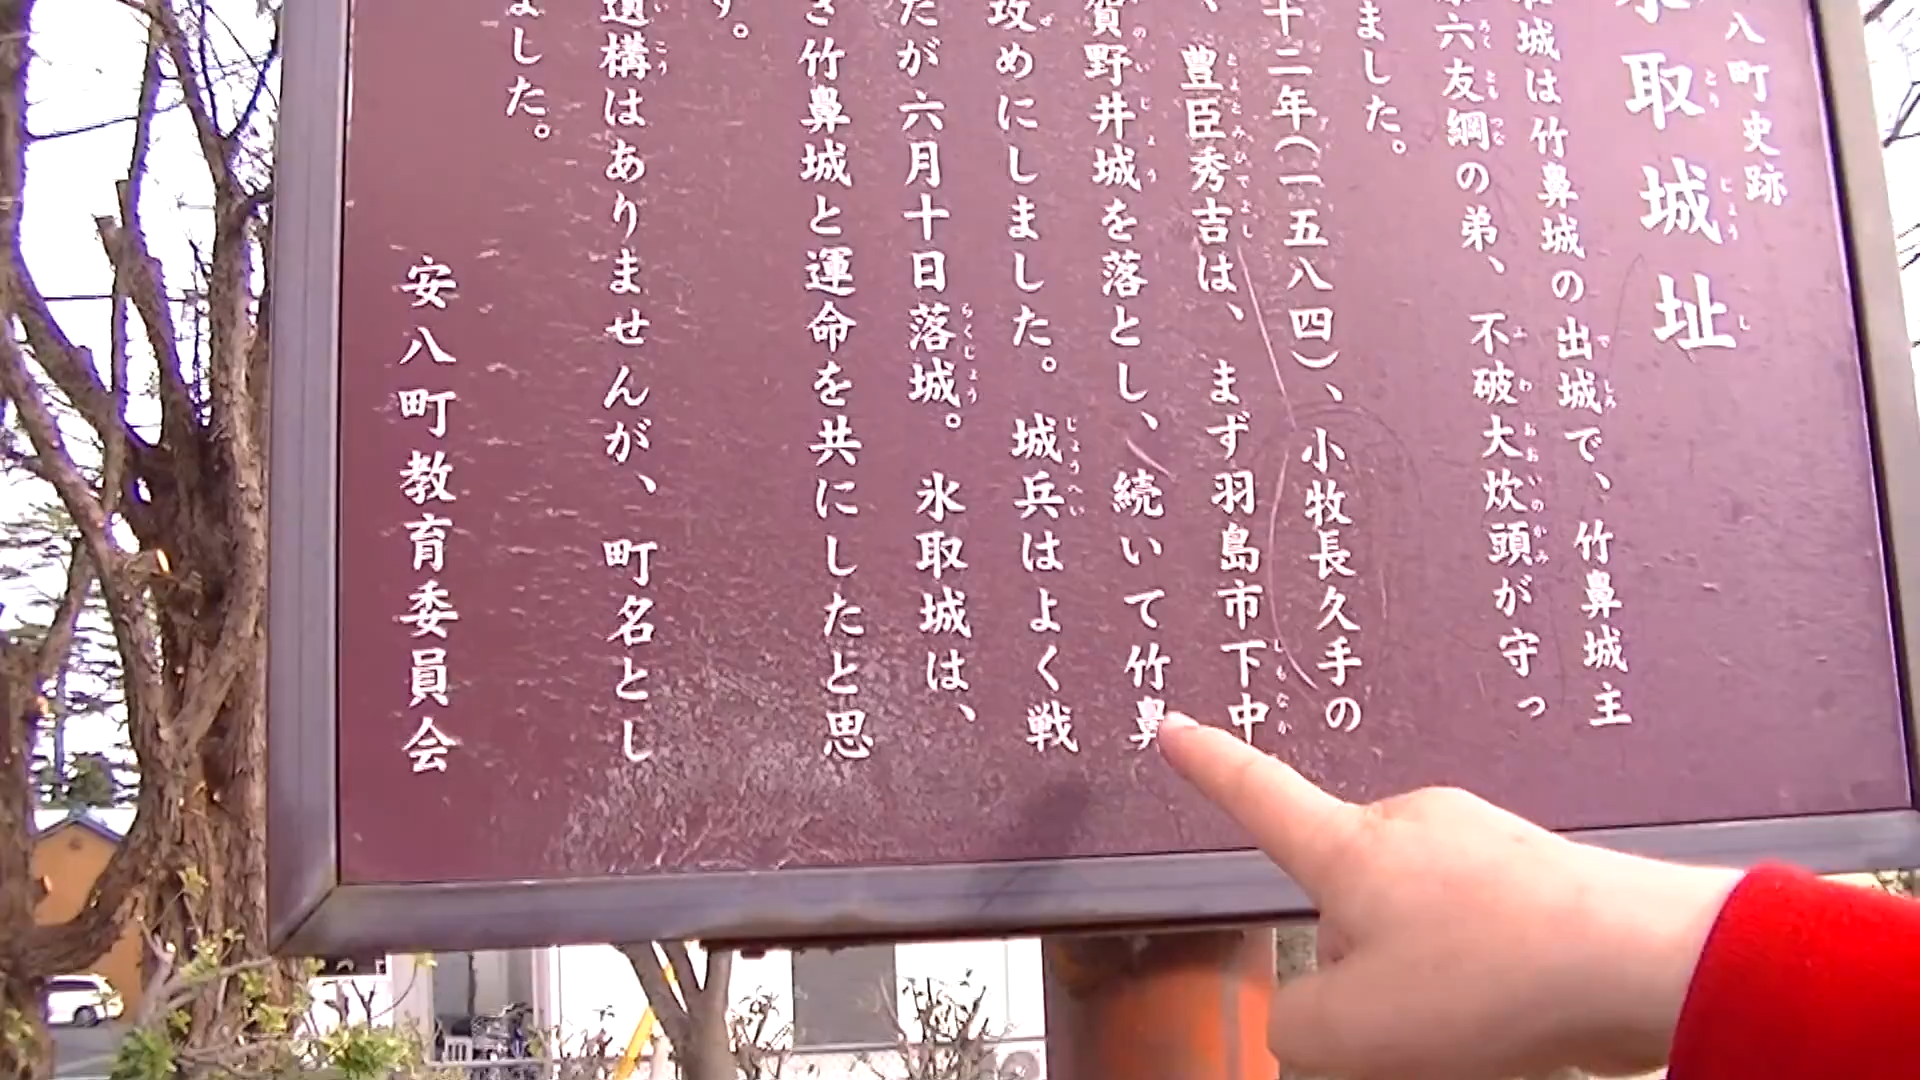 八町史跡
氷取城址
城は竹鼻城の出城で、竹鼻城主
六友綱の弟、不破大炊頭が守っ
ました。
十二年(一五八四)、小牧長久手の
、豊臣秀吉は、まず羽島市下中
賀野井城を落とし、続いて竹鼻
攻めにしました。城兵はよく戦
たが六月十日落城。氷取城は、
き竹鼻城と運命を共にしたと思
す。
遺構はありませんが、町名とし
ました。
安八町教育委員会